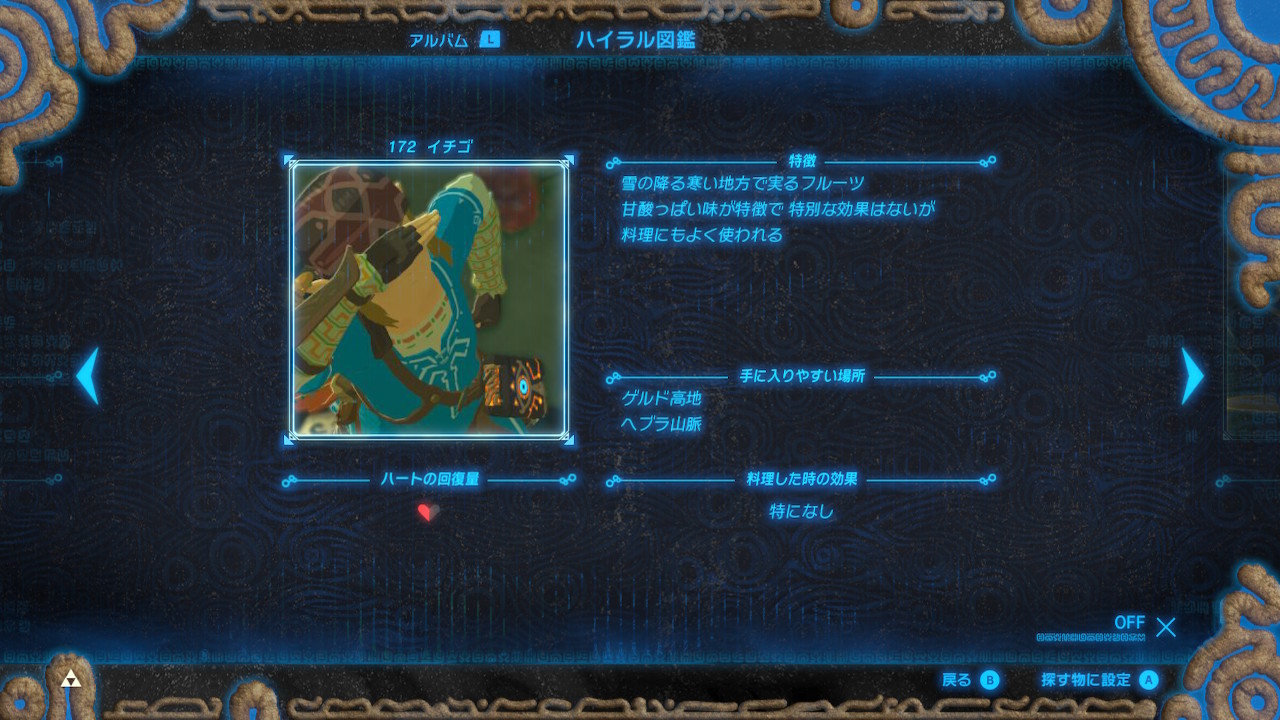 アルバム L ハイラル図鑑
172 イチゴ
特徴
雪の降る寒い地方で実るフルーツ
甘酸っぱい味が特徴で 特別な効果はないが
料理にもよく使われる
手に入りやすい場所
ゲルド高地
ヘブラ山脈
ハートの回復量
料理した時の効果
特になし
OFF
戻る B 探す物に設定 A